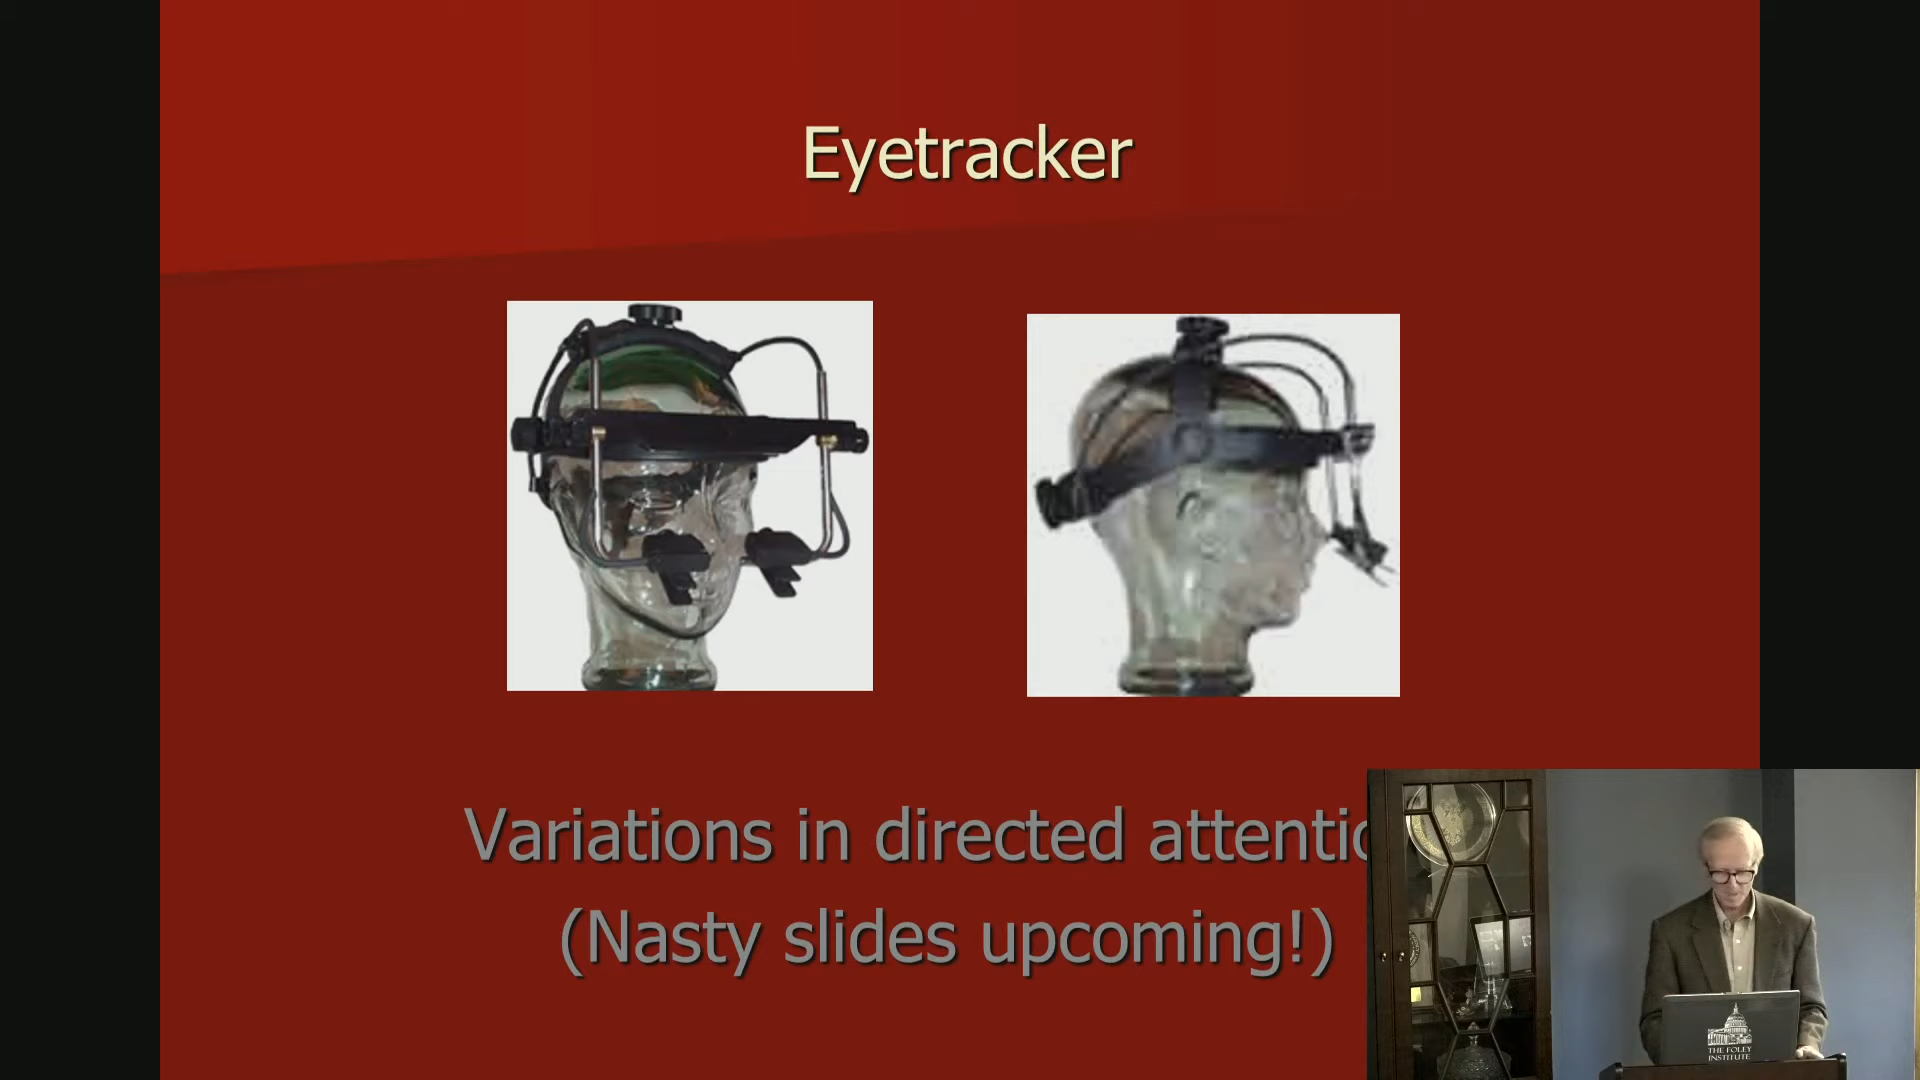 Eyetracker
Variations in directed attentio
(Nasty slides upcoming!)
THE FOLEY
INSTITUTE